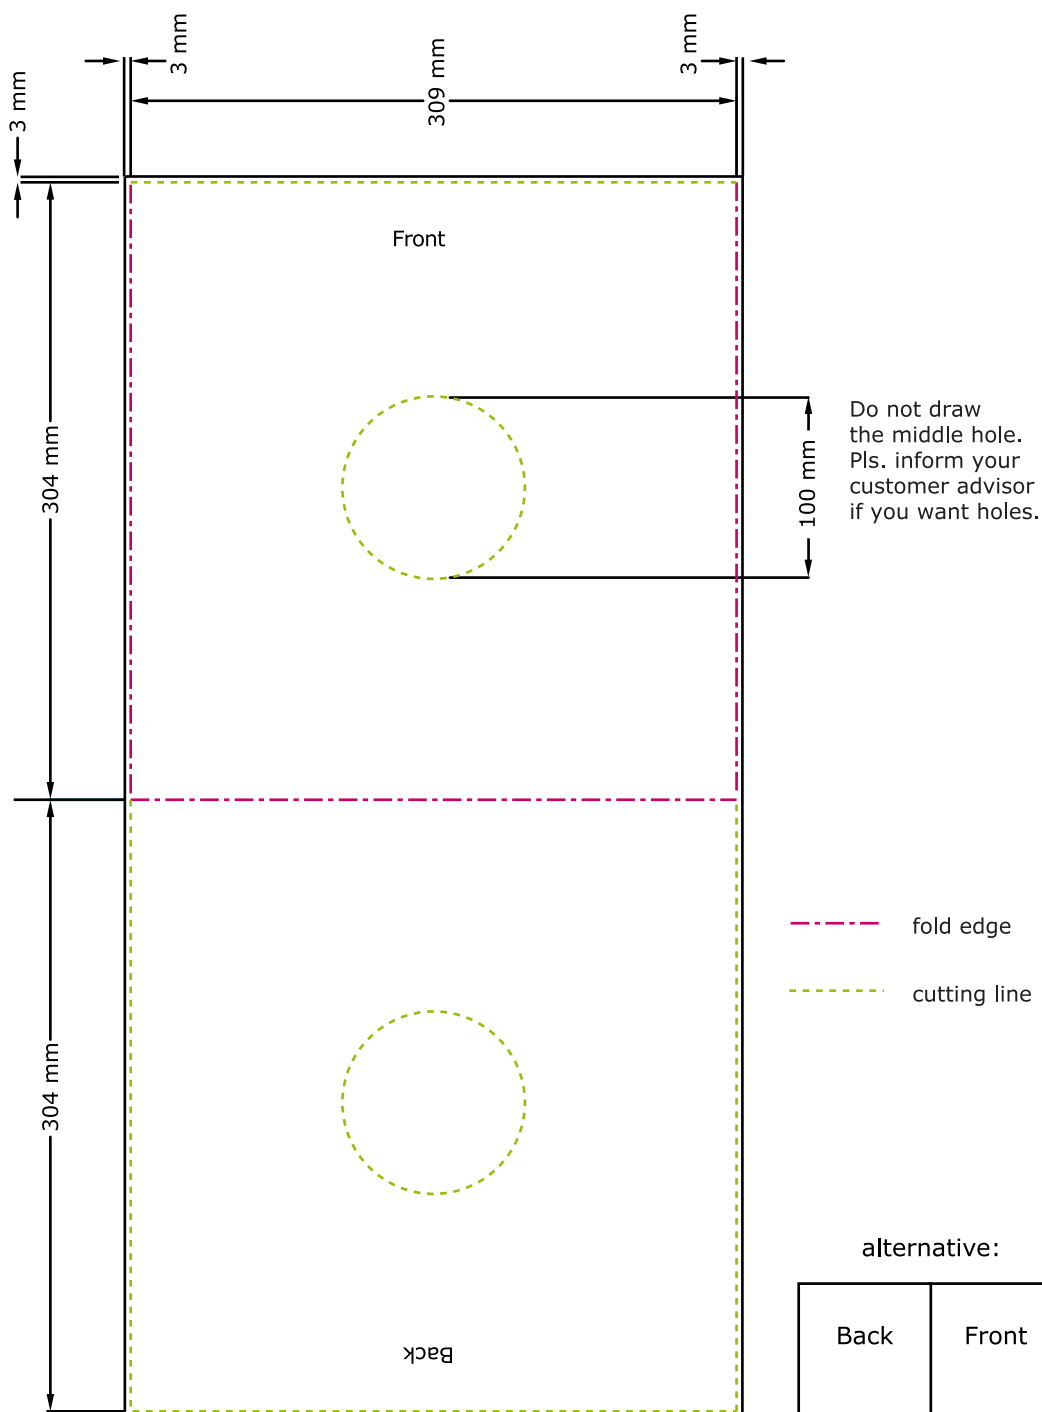 3 mm
3 mm
309 mm
3 mm
Front
304 mm
100 mm
Do not draw
the middle hole.
Pls. inform your
customer advisor
if you want holes.
fold edge
cutting line
304 mm
alternative:
Back
Front
Back